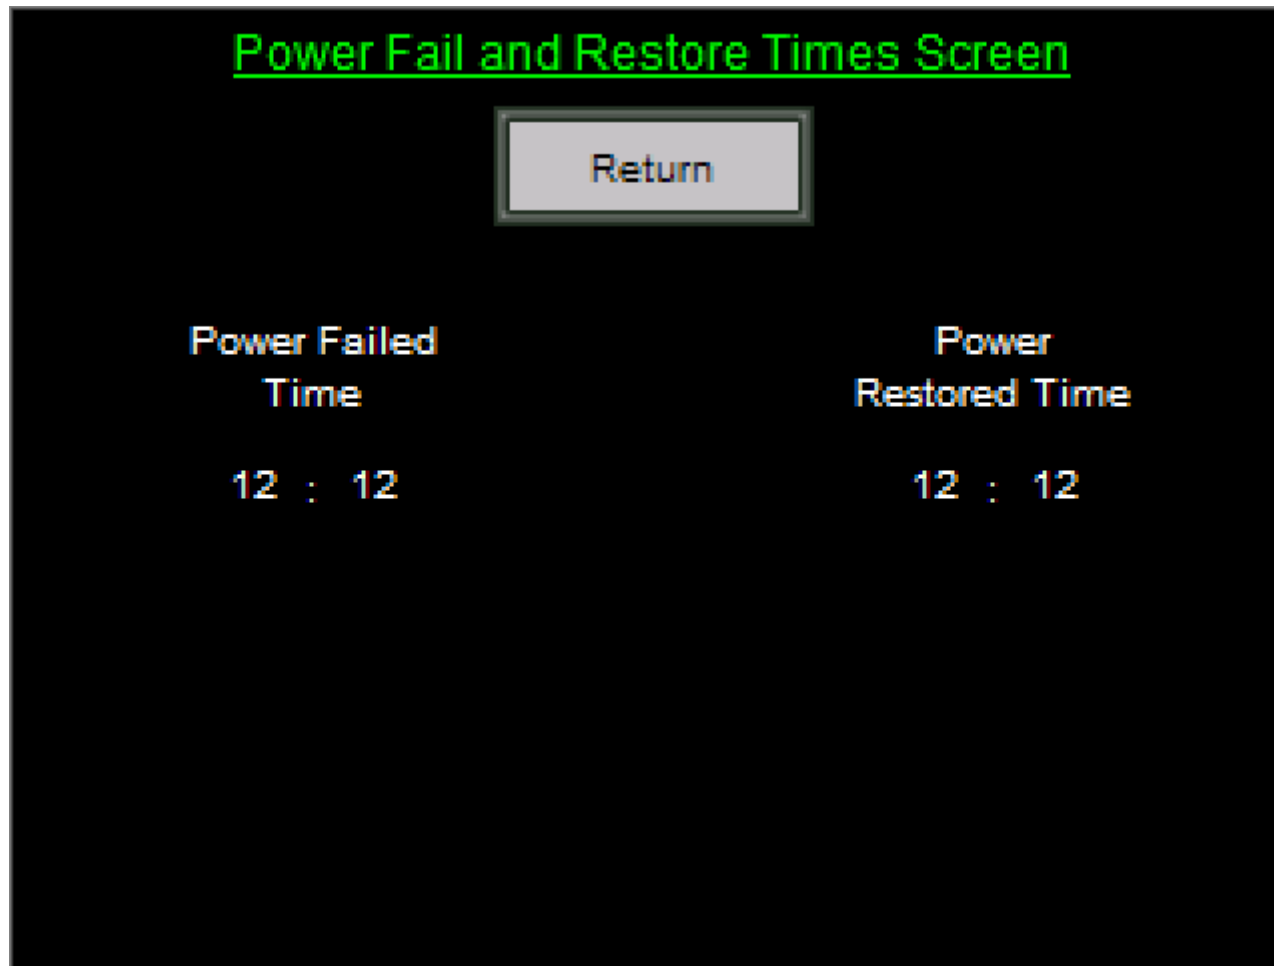 Power Fail and Restore Times Screen
Return
Power Failed
Time
12 : 12
Power
Restored Time
12 : 12